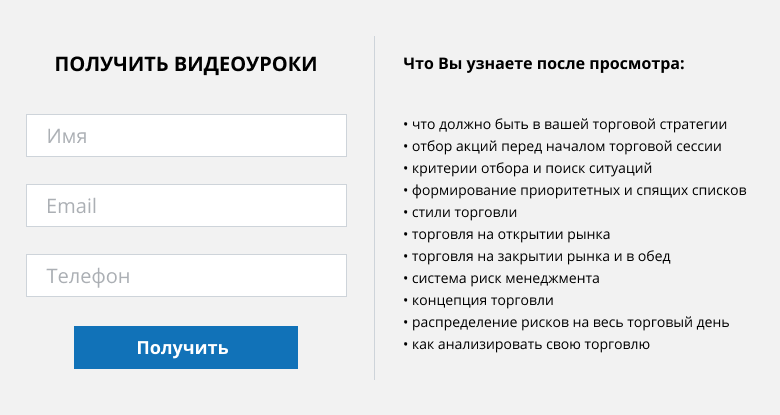 ПОЛУЧИТЬ ВИДЕОУРОКИ
Имя
Email
Телефон
Получить
Что Вы узнаете после просмотра:
• что должно быть в вашей торговой стратегии
• отбор акций перед началом торговой сессии
• критерии отбора и поиск ситуаций
• формирование приоритетных и спящих списков
• стили торговли
• торговля на открытии рынка
• торговля на закрытии рынка и в обед
• система риск менеджмента
• концепция торговли
• распределение рисков на весь торговый день
• как анализировать свою торговлю